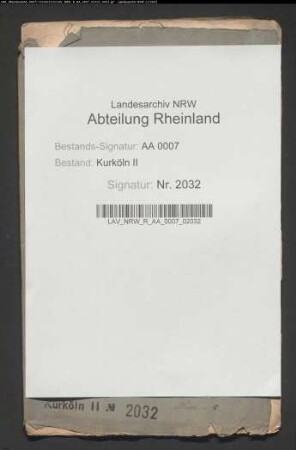 Landesarchiv NRW
Abteilung Rheinland
Bestands-Signatur: AA 0007
Bestand: Kurköln II
Signatur: Nr. 2032
LAV_NRW_R_AA_0007_02032
Kurköln II № 2032